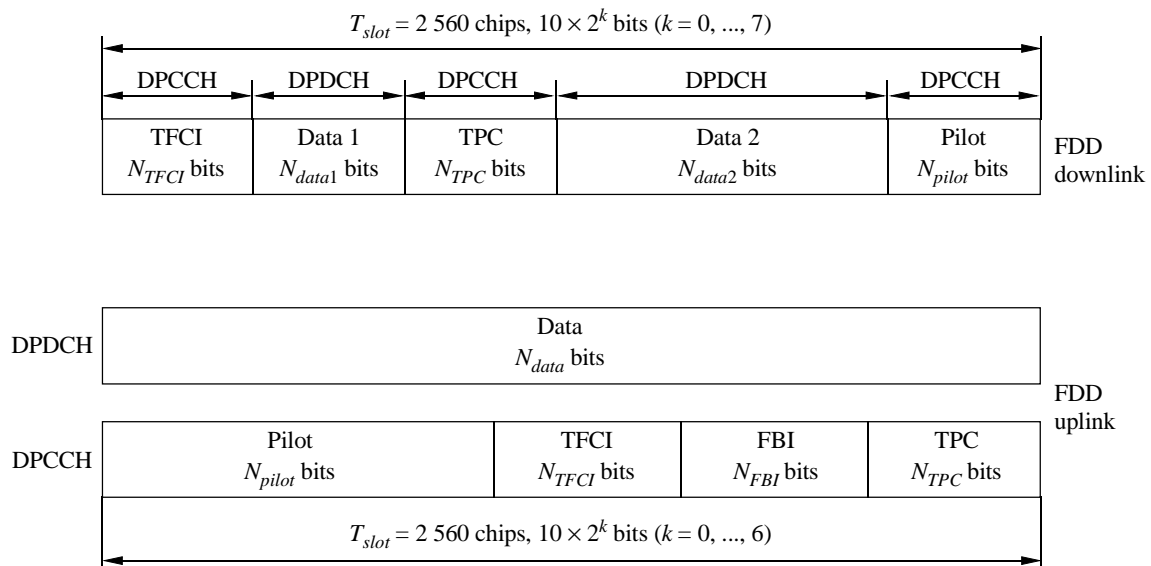 T_slot = 2 560 chips, 10 × 2^k bits (k = 0, ..., 7)
DPCCH DPDCH DPCCH DPDCH DPCCH
TFCI Data 1 TPC Data 2 Pilot
N_TFCI bits N_data1 bits N_TPC bits N_data2 bits N_pilot bits
FDD
downlink
DPDCH
Data
N_data bits
FDD
uplink
DPCCH
Pilot TFCI FBI TPC
N_pilot bits N_TFCI bits N_FBI bits N_TPC bits
T_slot = 2 560 chips, 10 × 2^k bits (k = 0, ..., 6)